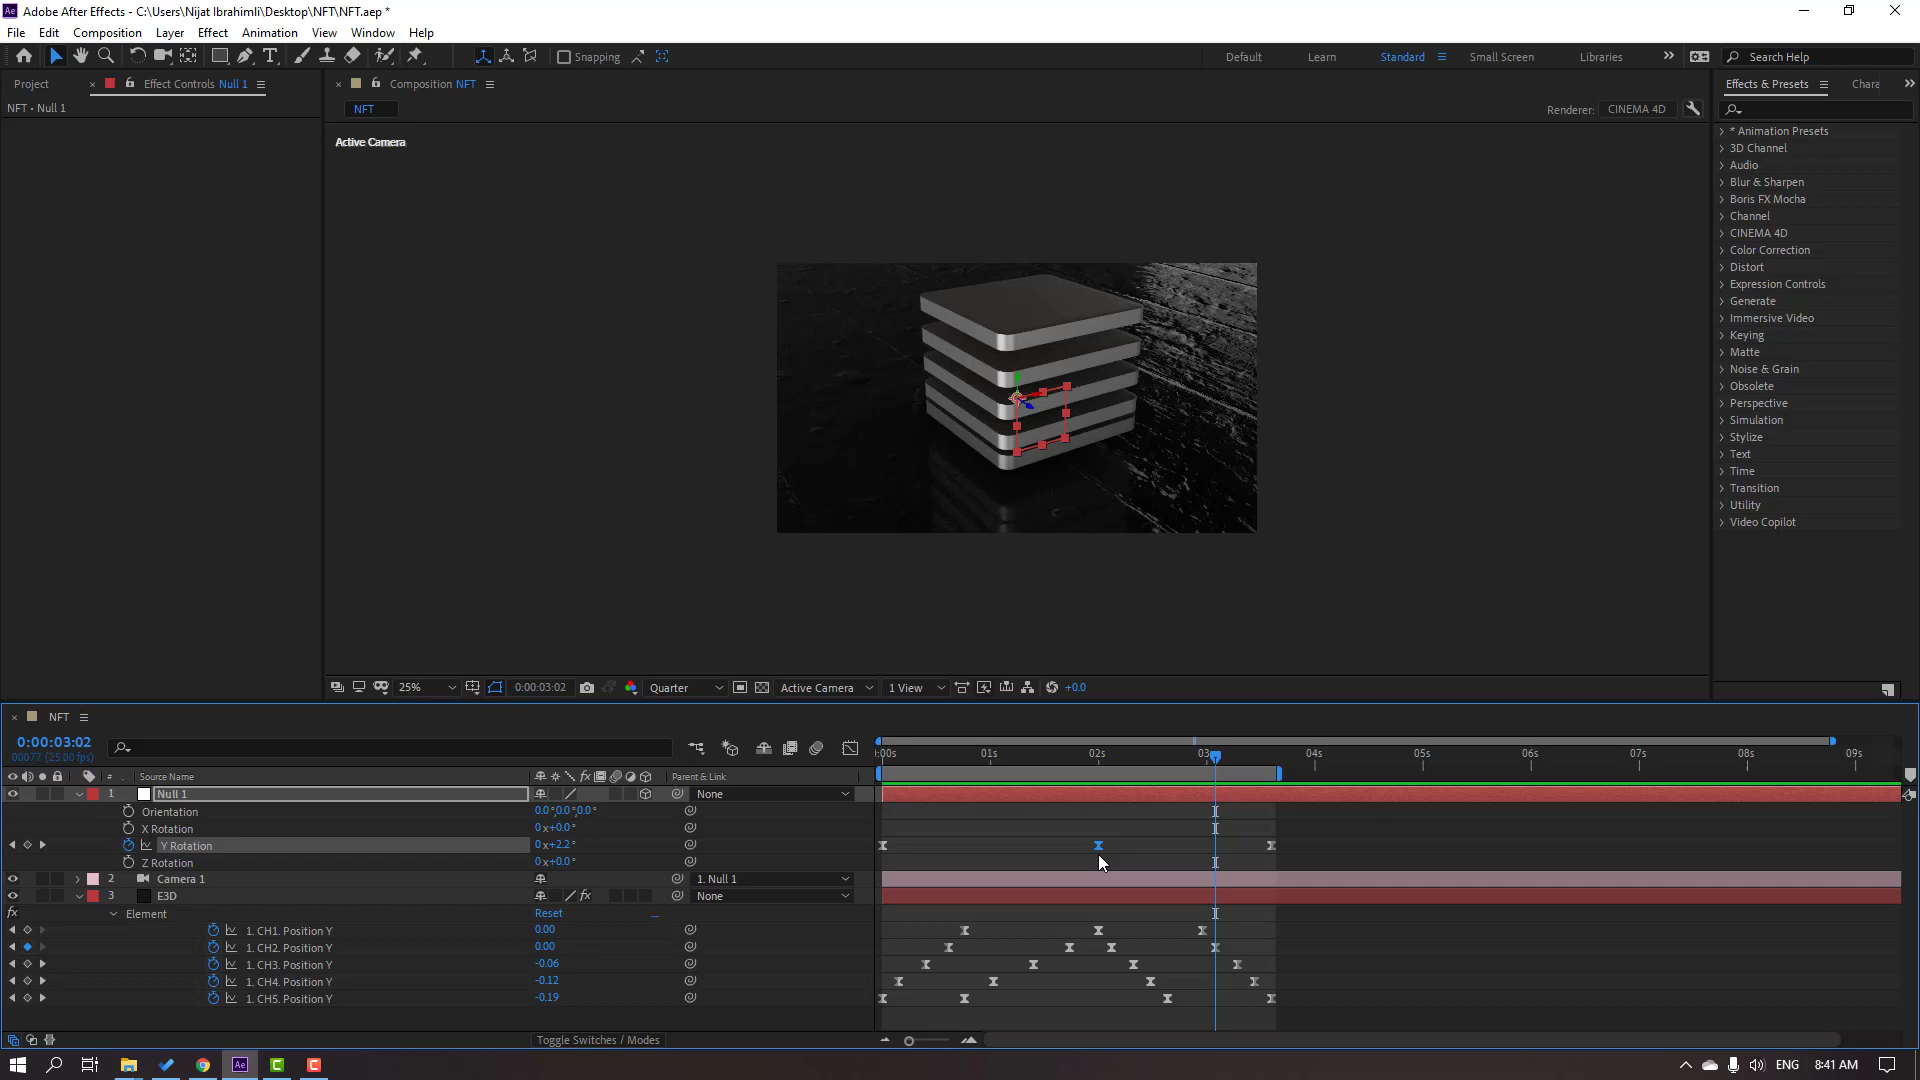 Adobe After Effects - C:\Users\Nijat Ibrahimli\Desktop\NFT\NFT.aep *
File Edit Composition Layer Effect Animation View Window Help
Snapping Default Learn Standard Small Screen Libraries Search Help
Project Effect Controls Null 1 Composition NFT Effects & Presets Chara
NFT • Null 1 NFT Renderer: CINEMA 4D
Active Camera
* Animation Presets
3D Channel
Audio
Blur & Sharpen
Boris FX Mocha
Channel
CINEMA 4D
Color Correction
Distort
Expression Controls
Generate
Immersive Video
Keying
Matte
Noise & Grain
Obsolete
Perspective
Simulation
Stylize
Text
Time
Transition
Utility
Video Copilot
25% 0:00:03:02 Quarter Active Camera 1 View +0.0
NFT
0:00:03:02
00077 (25.00 fps)
:00s 01s 02s 03s 04s 05s 06s 07s 08s 09s
# Source Name Parent & Link
1 Null 1 None
Orientation 0.0°,0.0°,0.0°
X Rotation 0x+0.0°
Y Rotation 0x+2.2°
Z Rotation 0x+0.0°
2 Camera 1 1. Null 1
3 E3D None
Element Reset
1. CH1. Position Y 0.00
1. CH2. Position Y 0.00
1. CH3. Position Y -0.06
1. CH4. Position Y -0.12
1. CH5. Position Y -0.19
Toggle Switches / Modes
ENG 8:41 AM